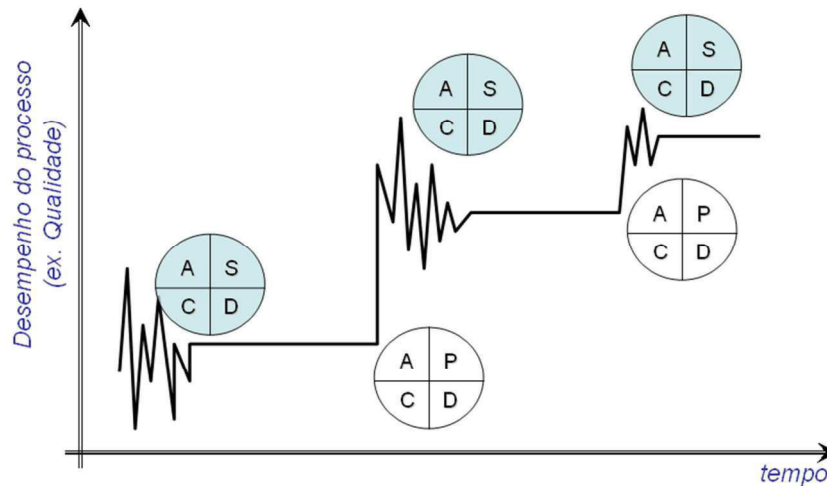 Desempenho do processo
(ex. Qualidade)
A S
C D
A S
C D
A S
C D
A P
C D
A P
C D
tempo